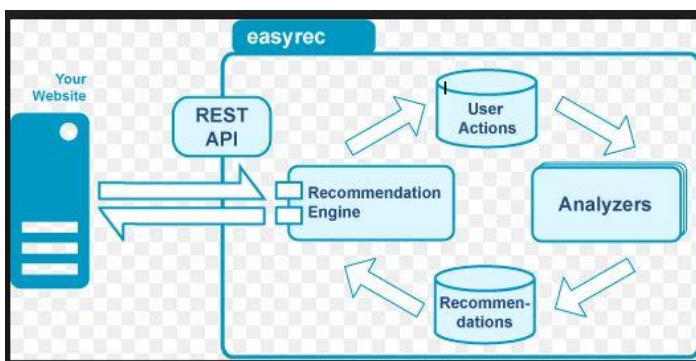 easyrec
Your
Website
REST
API
User
Actions
Recommendation
Engine
Analyzers
Recommen-
dations